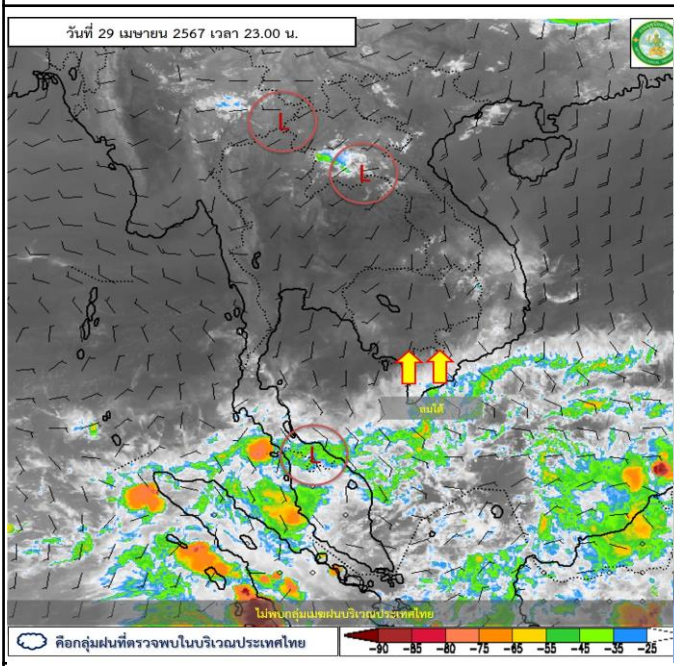 วันที่ 29 เมษายน 2567 เวลา 23.00 น.
L
L
ลมใต้
L
ไม่พบกลุ่มเมฆฝนบริเวณประเทศไทย
คือกลุ่มฝนที่ตรวจพบในบริเวณประเทศไทย
-90 -85 -80 -75 -65 -55 -45 -35 -25